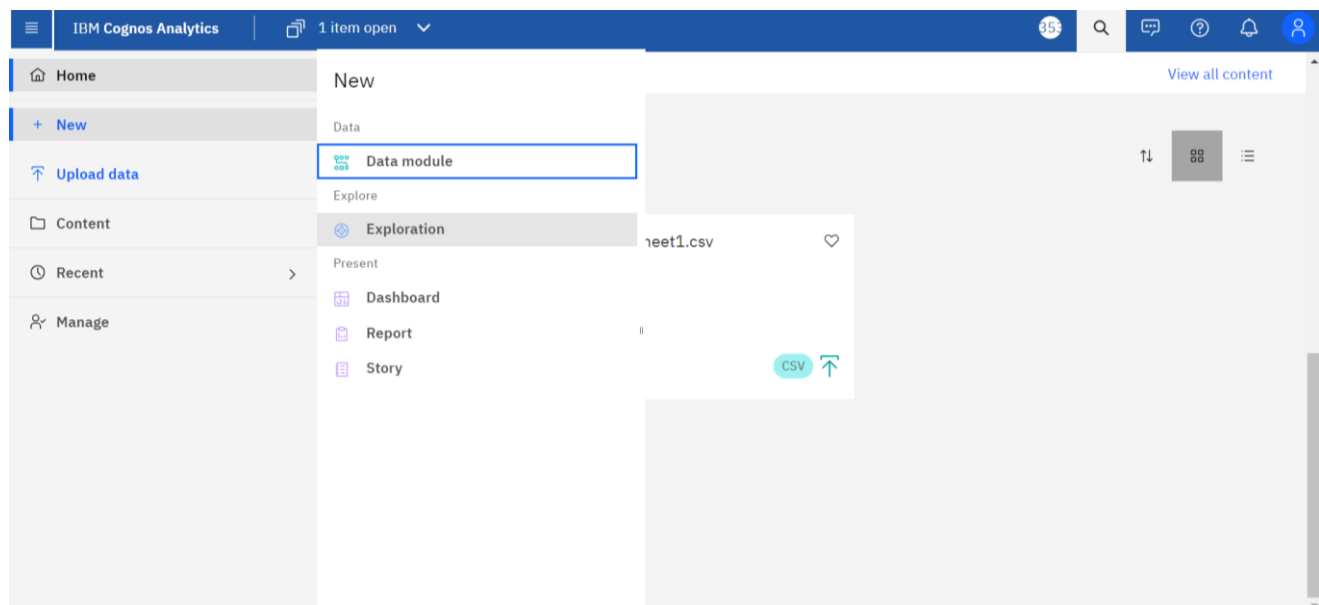 IBM Cognos Analytics
1 item open
Home
New
Upload data
Content
Recent
Manage
New
Data
Data module
Explore
Exploration
Present
Dashboard
Report
Story
View all content
heet1.csv
CSV